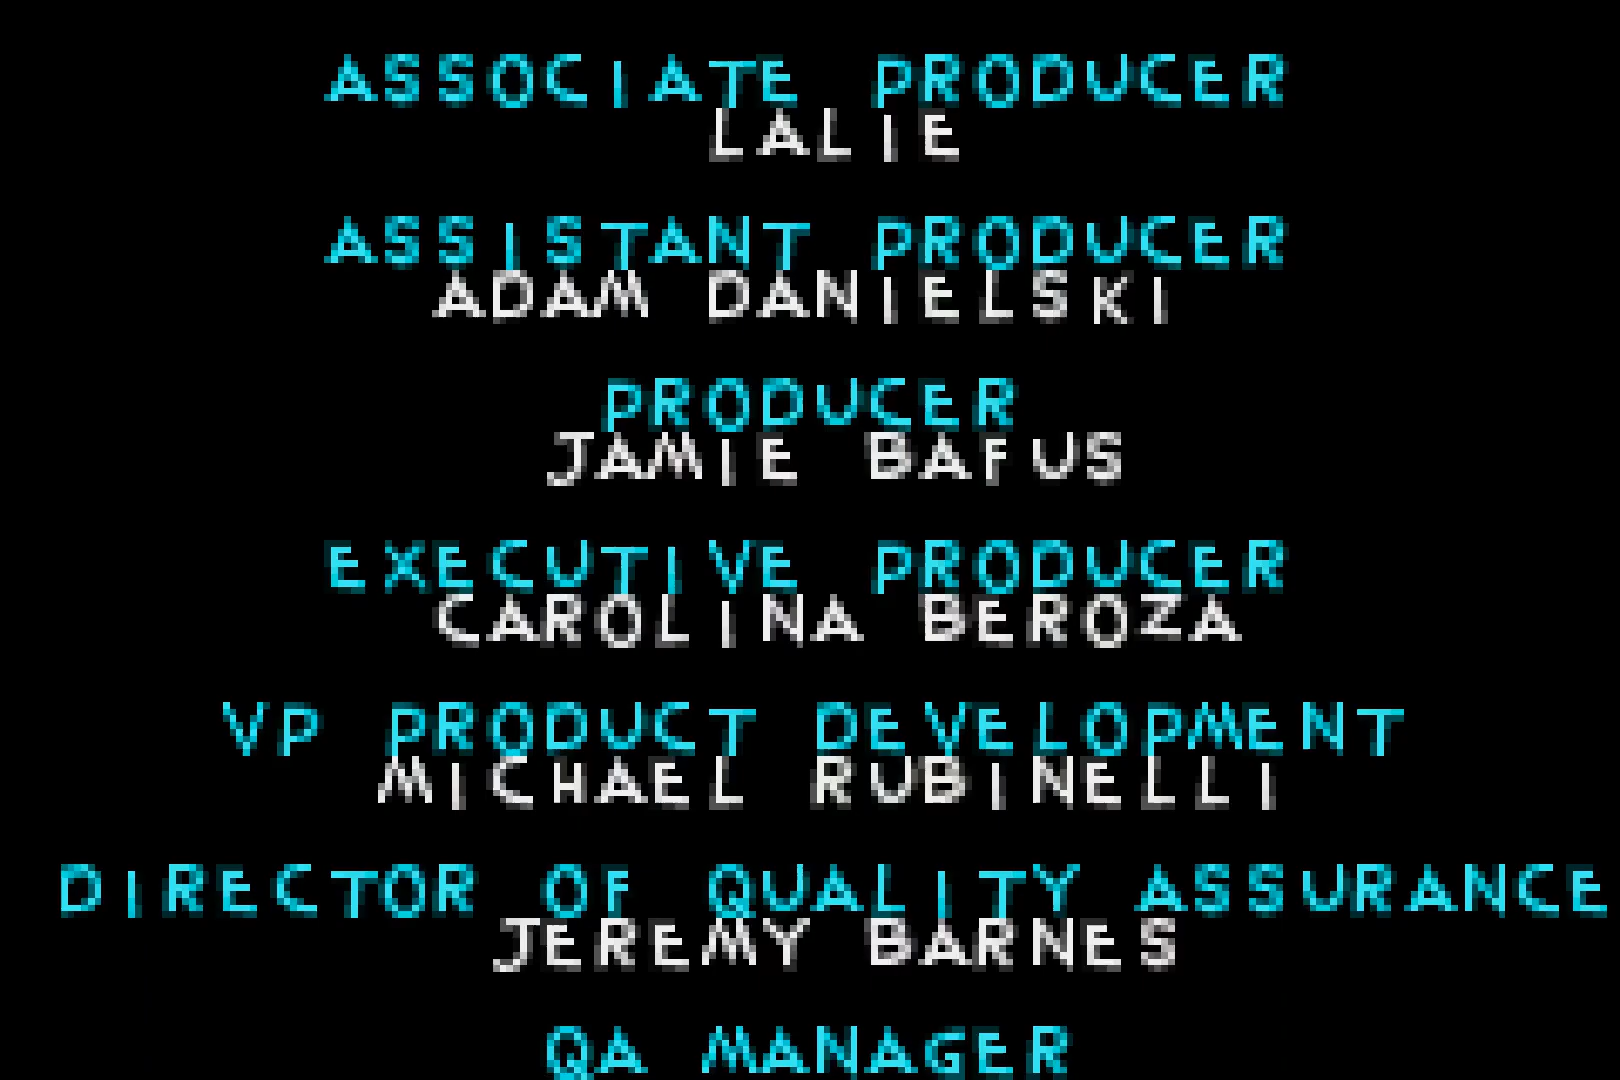 ASSOCIATE PRODUCER
LALIE
ASSISTANT PRODUCER
ADAM DANIELSKI
PRODUCER
JAMIE BAFUS
EXECUTIVE PRODUCER
CAROLINA BEROZA
VP PRODUCT DEVELOPMENT
MICHAEL RUBINELLI
DIRECTOR OF QUALITY ASSURANCE
JEREMY BARNES
QA MANAGER